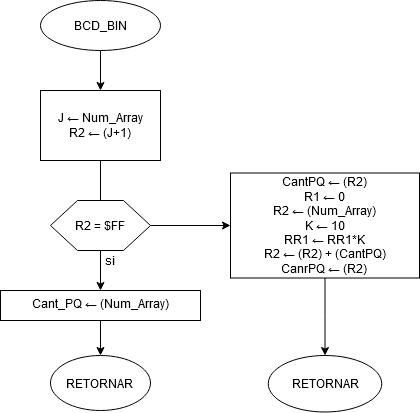 BCD_BIN
J ← Num_Array
R2 ← (J+1)
R2 = $FF
si
Cant_PQ ← (Num_Array)
RETORNAR
CantPQ ← (R2)
R1 ← 0
R2 ← (Num_Array)
K ← 10
RR1 ← RR1*K
R2 ← (R2) + (CantPQ)
CanrPQ ← (R2)
RETORNAR